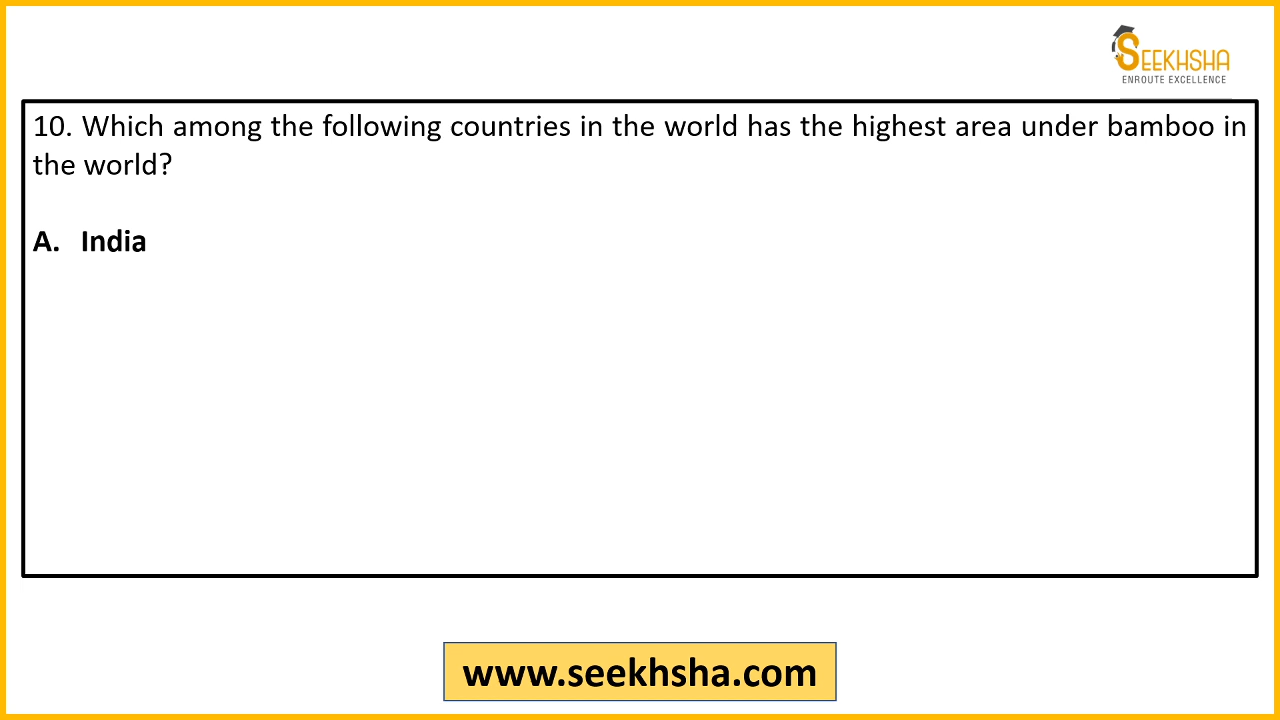 SEEKHSHA
ENROUTE EXCELLENCE
10. Which among the following countries in the world has the highest area under bamboo in
the world?
A. India
www.seekhsha.com